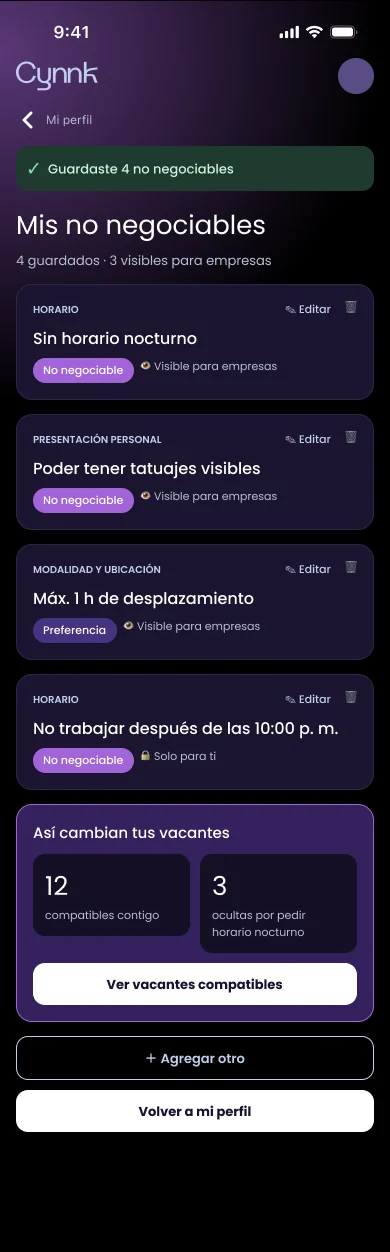 9:41
Cynnk
Mi perfil
✓ Guardaste 4 no negociables
Mis no negociables
4 guardados · 3 visibles para empresas
HORARIO
✎ Editar
Sin horario nocturno
No negociable
👁 Visible para empresas
PRESENTACIÓN PERSONAL
✎ Editar
Poder tener tatuajes visibles
No negociable
👁 Visible para empresas
MODALIDAD Y UBICACIÓN
✎ Editar
Máx. 1 h de desplazamiento
Preferencia
👁 Visible para empresas
HORARIO
✎ Editar
No trabajar después de las 10:00 p. m.
No negociable
🔒 Solo para ti
Así cambian tus vacantes
12
compatibles contigo
3
ocultas por pedir
horario nocturno
Ver vacantes compatibles
+ Agregar otro
Volver a mi perfil